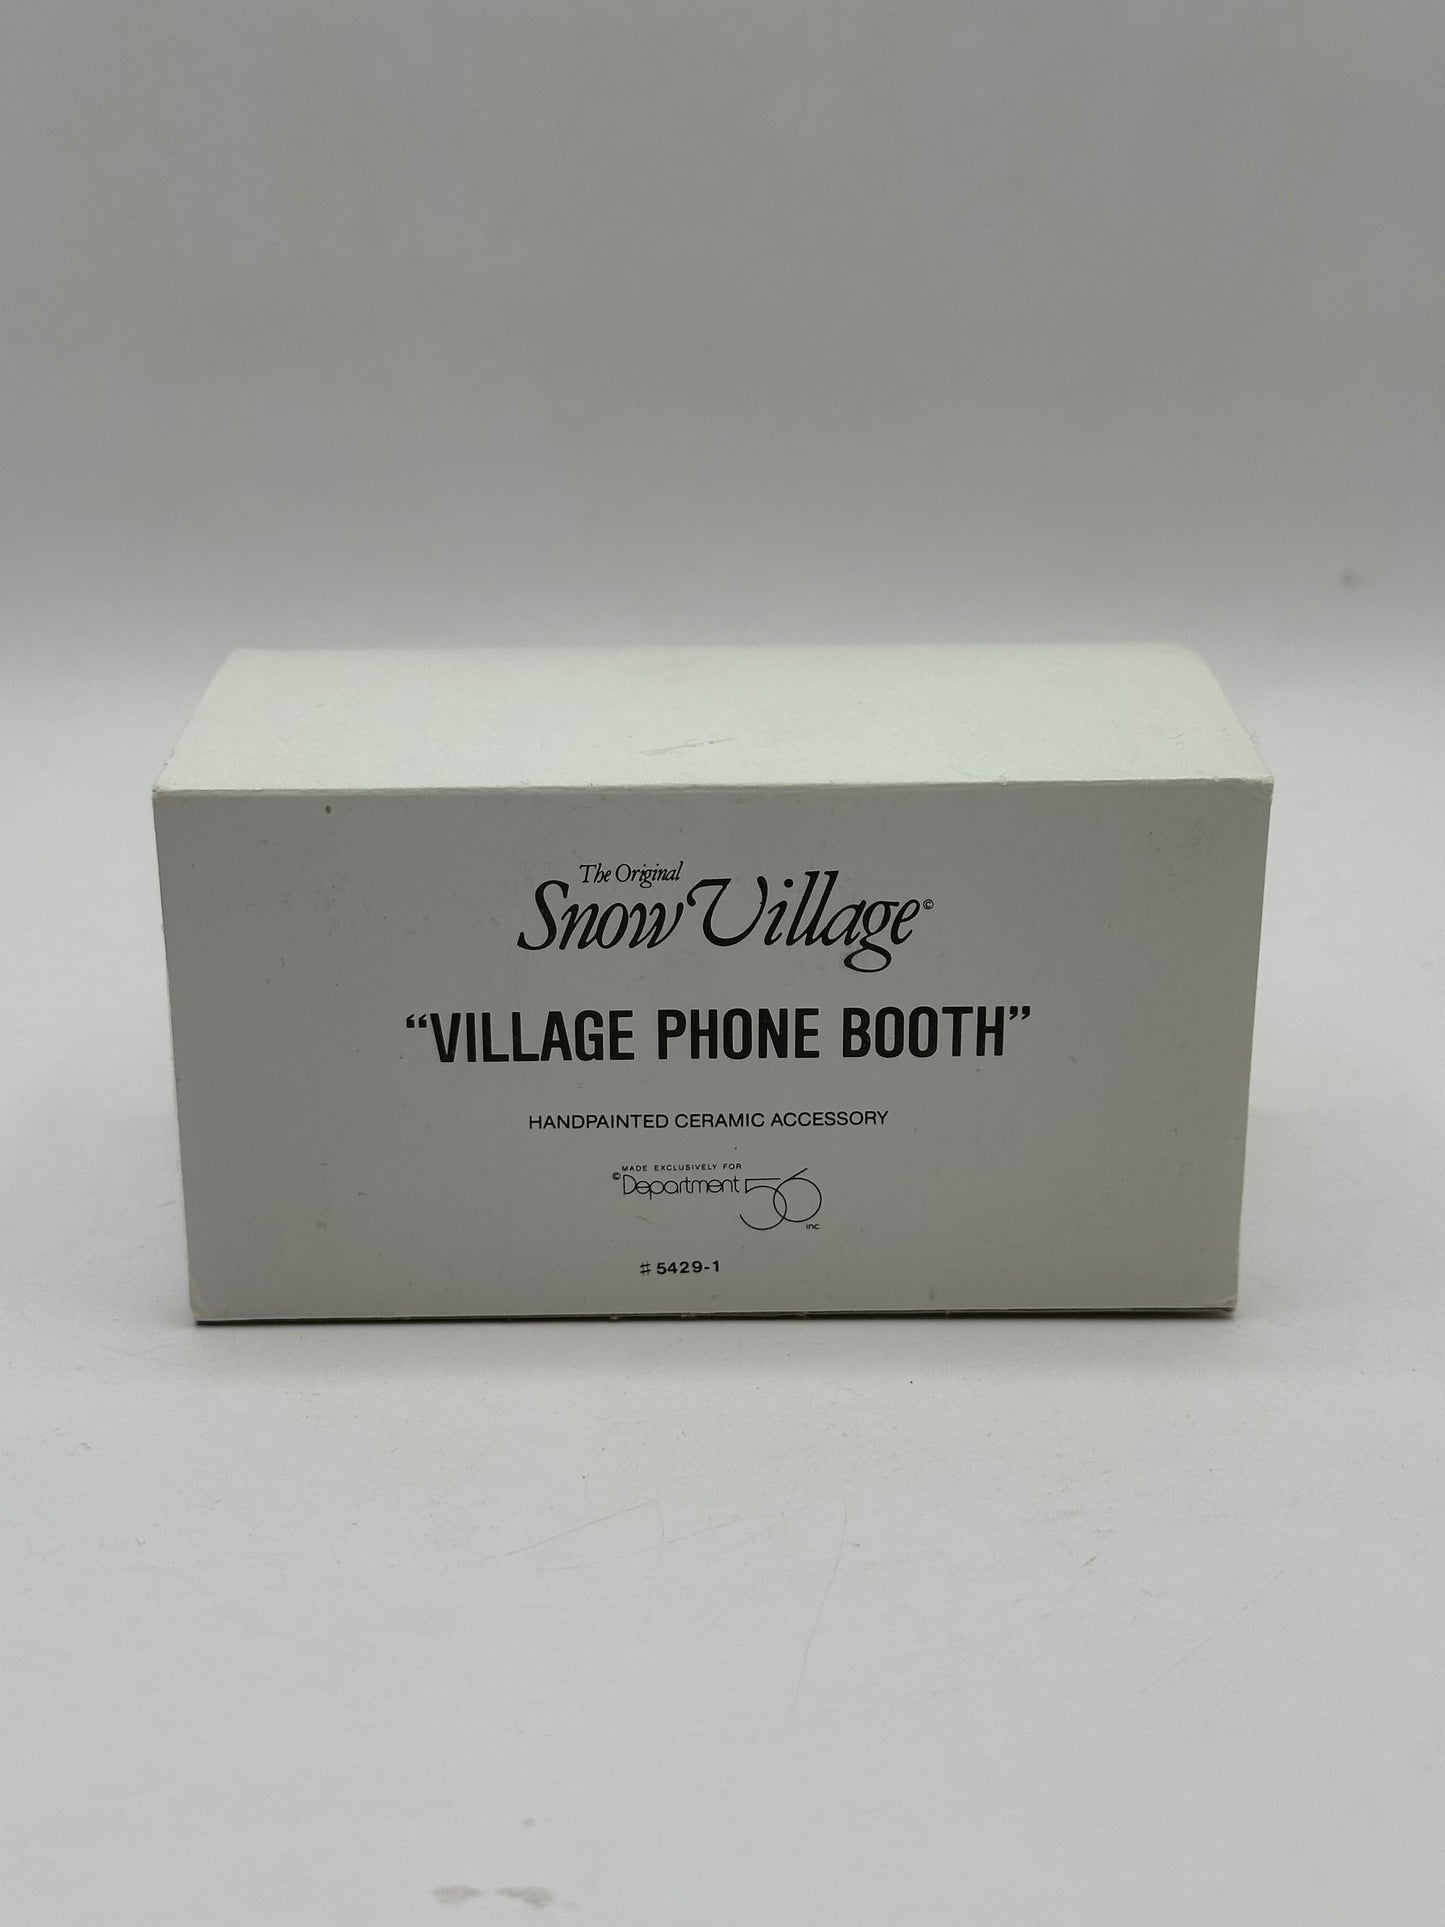 The Original
Snow Village©
“VILLAGE PHONE BOOTH”
HANDPAINTED CERAMIC ACCESSORY
MADE EXCLUSIVELY FOR
©Department 56 inc
#5429-1